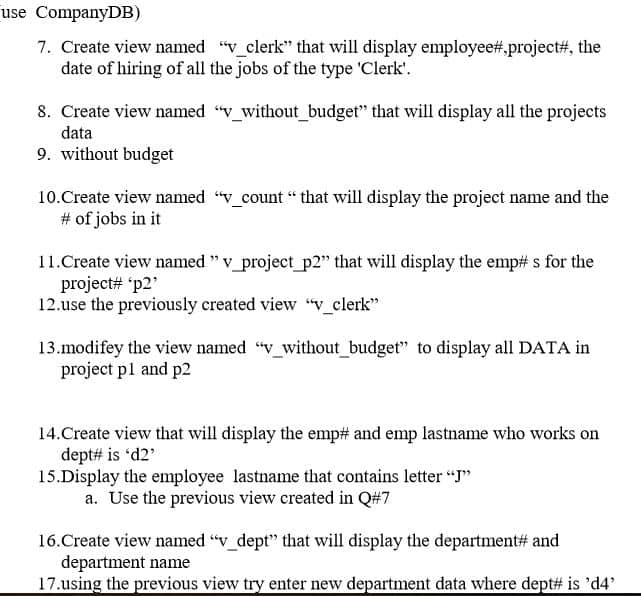 use CompanyDB)
7. Create view named “v_clerk” that will display employee#,project#, the
date of hiring of all the jobs of the type 'Clerk'.
8. Create view named “v_without_budget” that will display all the projects
data
9. without budget
10.Create view named “v_count “ that will display the project name and the
# of jobs in it
11.Create view named ” v_project_p2” that will display the emp# s for the
project# ‘p2’
12.use the previously created view “v_clerk”
13.modifey the view named “v_without_budget” to display all DATA in
project p1 and p2
14.Create view that will display the emp# and emp lastname who works on
dept# is ‘d2’
15.Display the employee lastname that contains letter “J”
a. Use the previous view created in Q#7
16.Create view named “v_dept” that will display the department# and
department name
17.using the previous view try enter new department data where dept# is ’d4’